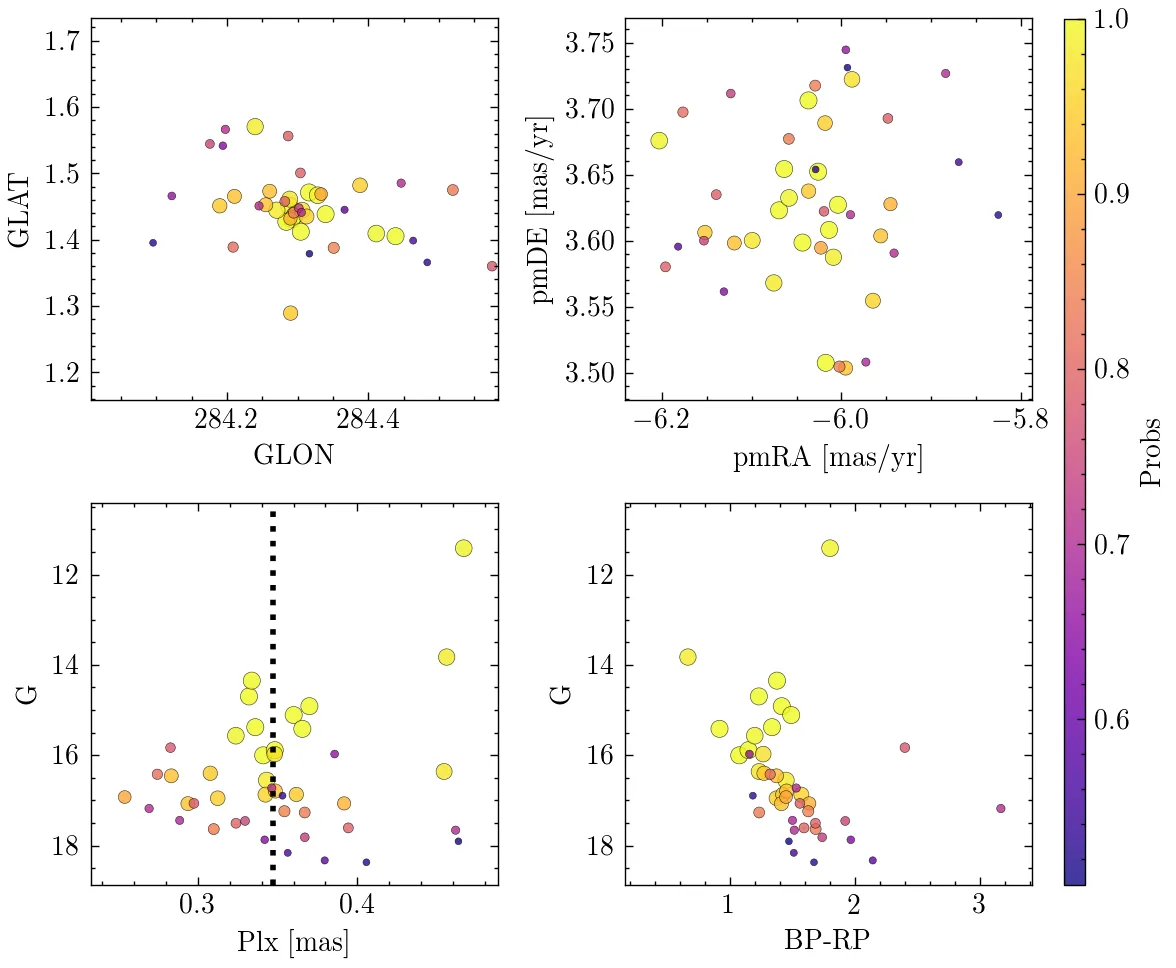 1.7
1.6
1.5
1.4
1.3
1.2
GLAT
284.2 284.4
GLON
3.75
3.70
3.65
3.60
3.55
3.50
pmDE [mas/yr]
−6.2 −6.0 −5.8
pmRA [mas/yr]
12
14
16
18
G
0.3 0.4
Plx [mas]
12
14
16
18
G
1 2 3
BP-RP
1.0
0.9
0.8
0.7
0.6
Probs